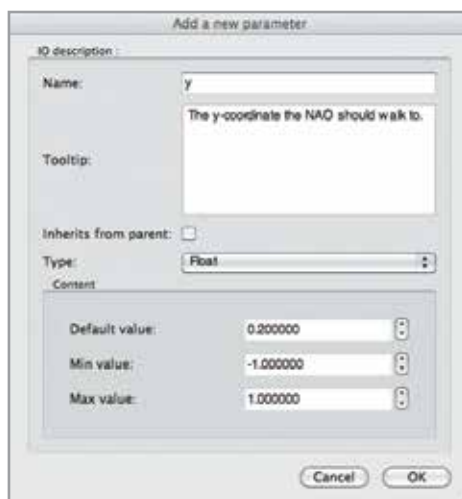 Add a new parameter
IO description :
Name: y
Tooltip: The y-coordinate the NAO should walk to.
Inherits from parent:
Type: Float
Content
Default value: 0.200000
Min value: -1.000000
Max value: 1.000000
Cancel OK